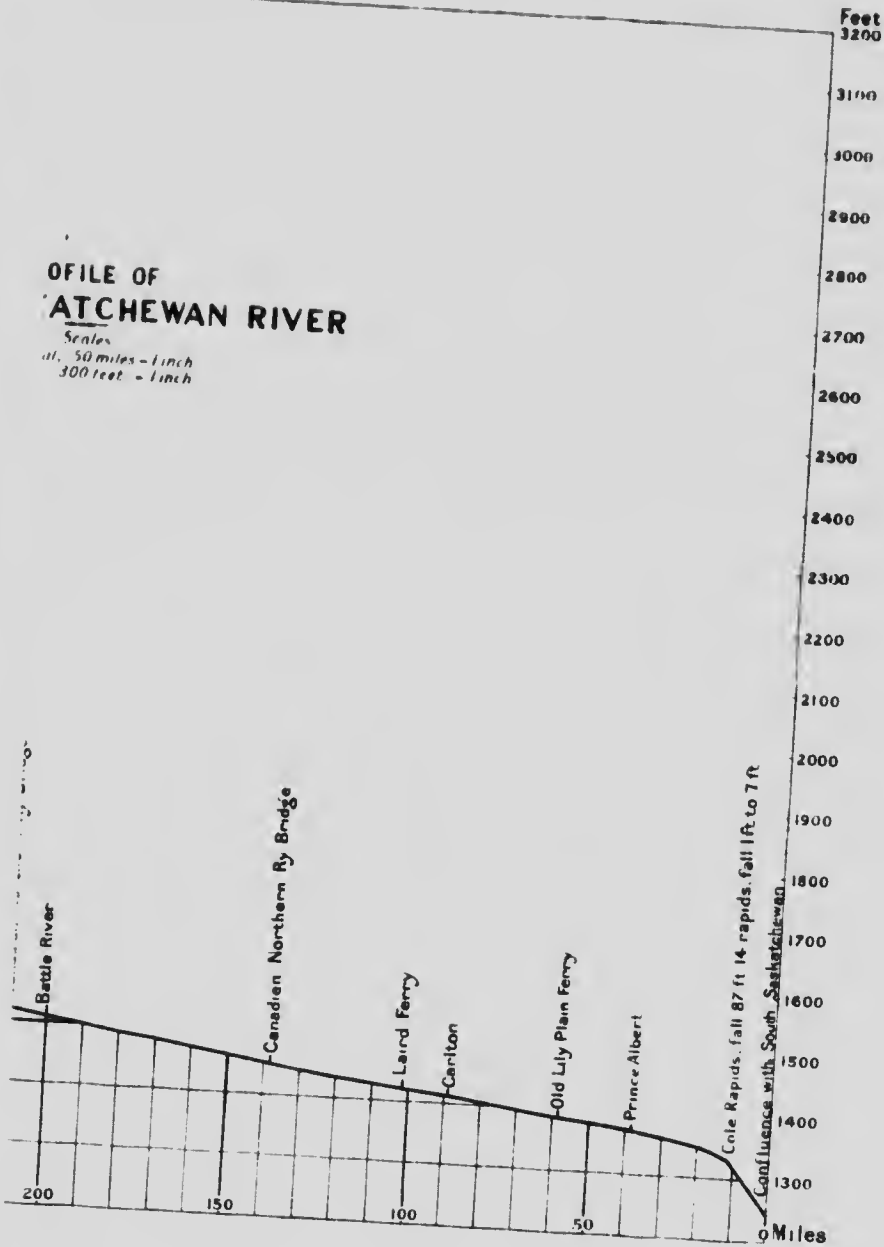 Feet
3200
3100
3000
2900
2800
2700
2600
2500
2400
2300
2200
2100
2000
1900
1800
1700
1600
1500
1400
1300
OFILE OF
ATCHEWAN RIVER
Scales
al, 50 miles = 1 inch
300 feet = 1 inch
Battle River
Canadian Northern Ry Bridge
Laird Ferry
Carlton
Old Lily Plain Ferry
Prince Albert
Cole Rapids. fall 87 ft 14 rapids. fall 1ft to 7 ft
Confluence with South Saskatchewan
200
150
100
50
0 Miles